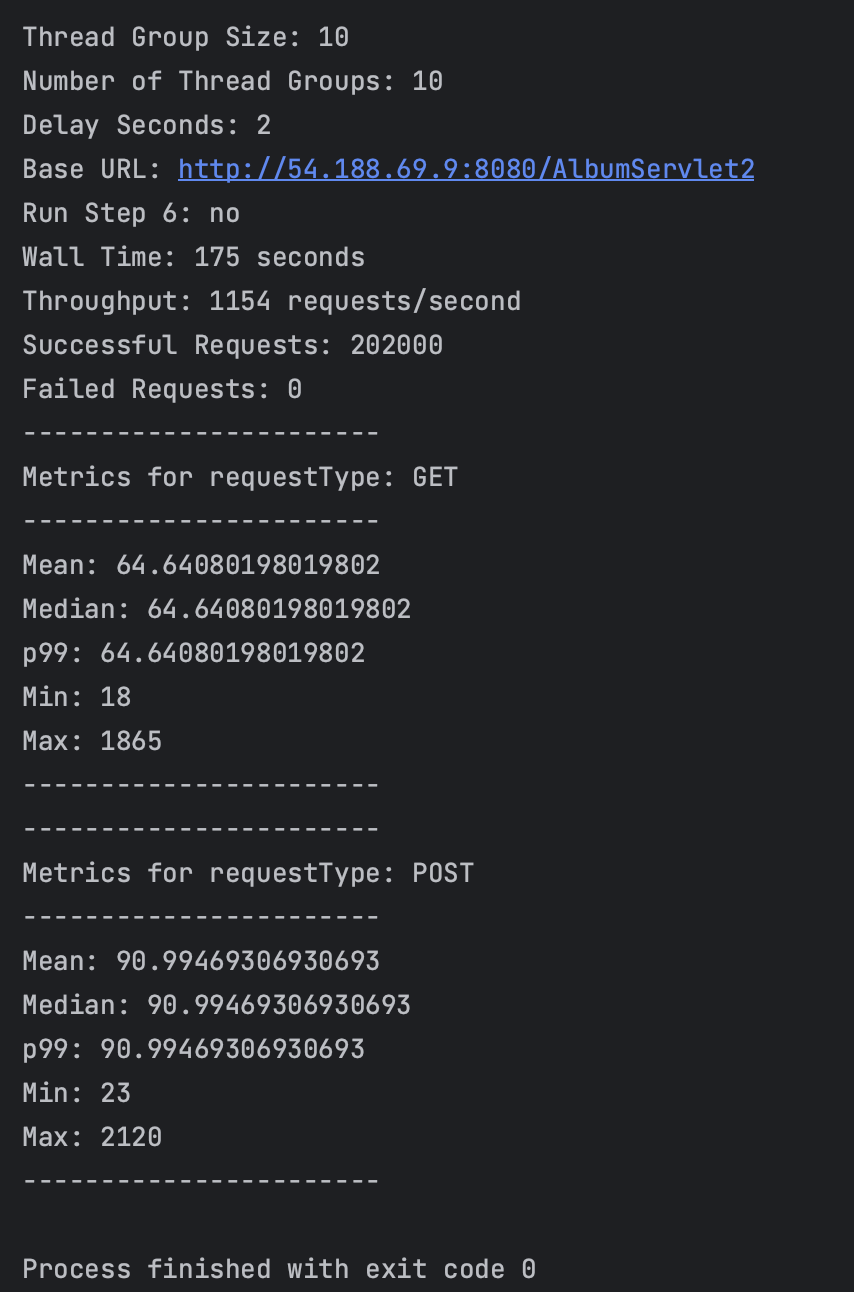 Thread Group Size: 10
Number of Thread Groups: 10
Delay Seconds: 2
Base URL: http://54.188.69.9:8080/AlbumServlet2
Run Step 6: no
Wall Time: 175 seconds
Throughput: 1154 requests/second
Successful Requests: 202000
Failed Requests: 0
-----------------------
Metrics for requestType: GET
-----------------------
Mean: 64.64080198019802
Median: 64.64080198019802
p99: 64.64080198019802
Min: 18
Max: 1865
-----------------------
-----------------------
Metrics for requestType: POST
-----------------------
Mean: 90.99469306930693
Median: 90.99469306930693
p99: 90.99469306930693
Min: 23
Max: 2120
-----------------------
Process finished with exit code 0